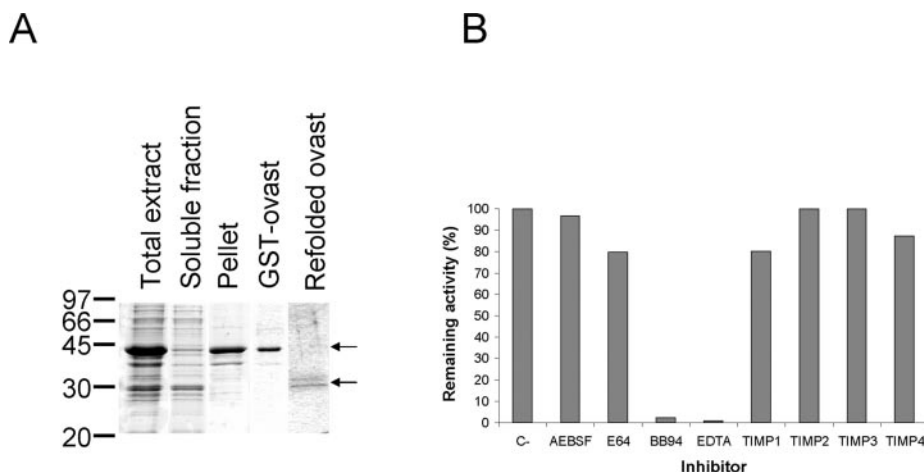 A
Total extract
Soluble fraction
Pellet
GST-ovast
Refolded ovast
97
66
45
30
20
B
Remaining activity (%)
100
90
80
70
60
50
40
30
20
10
0
C- AEBSF E64 BB94 EDTA TIMP1 TIMP2 TIMP3 TIMP4
Inhibitor